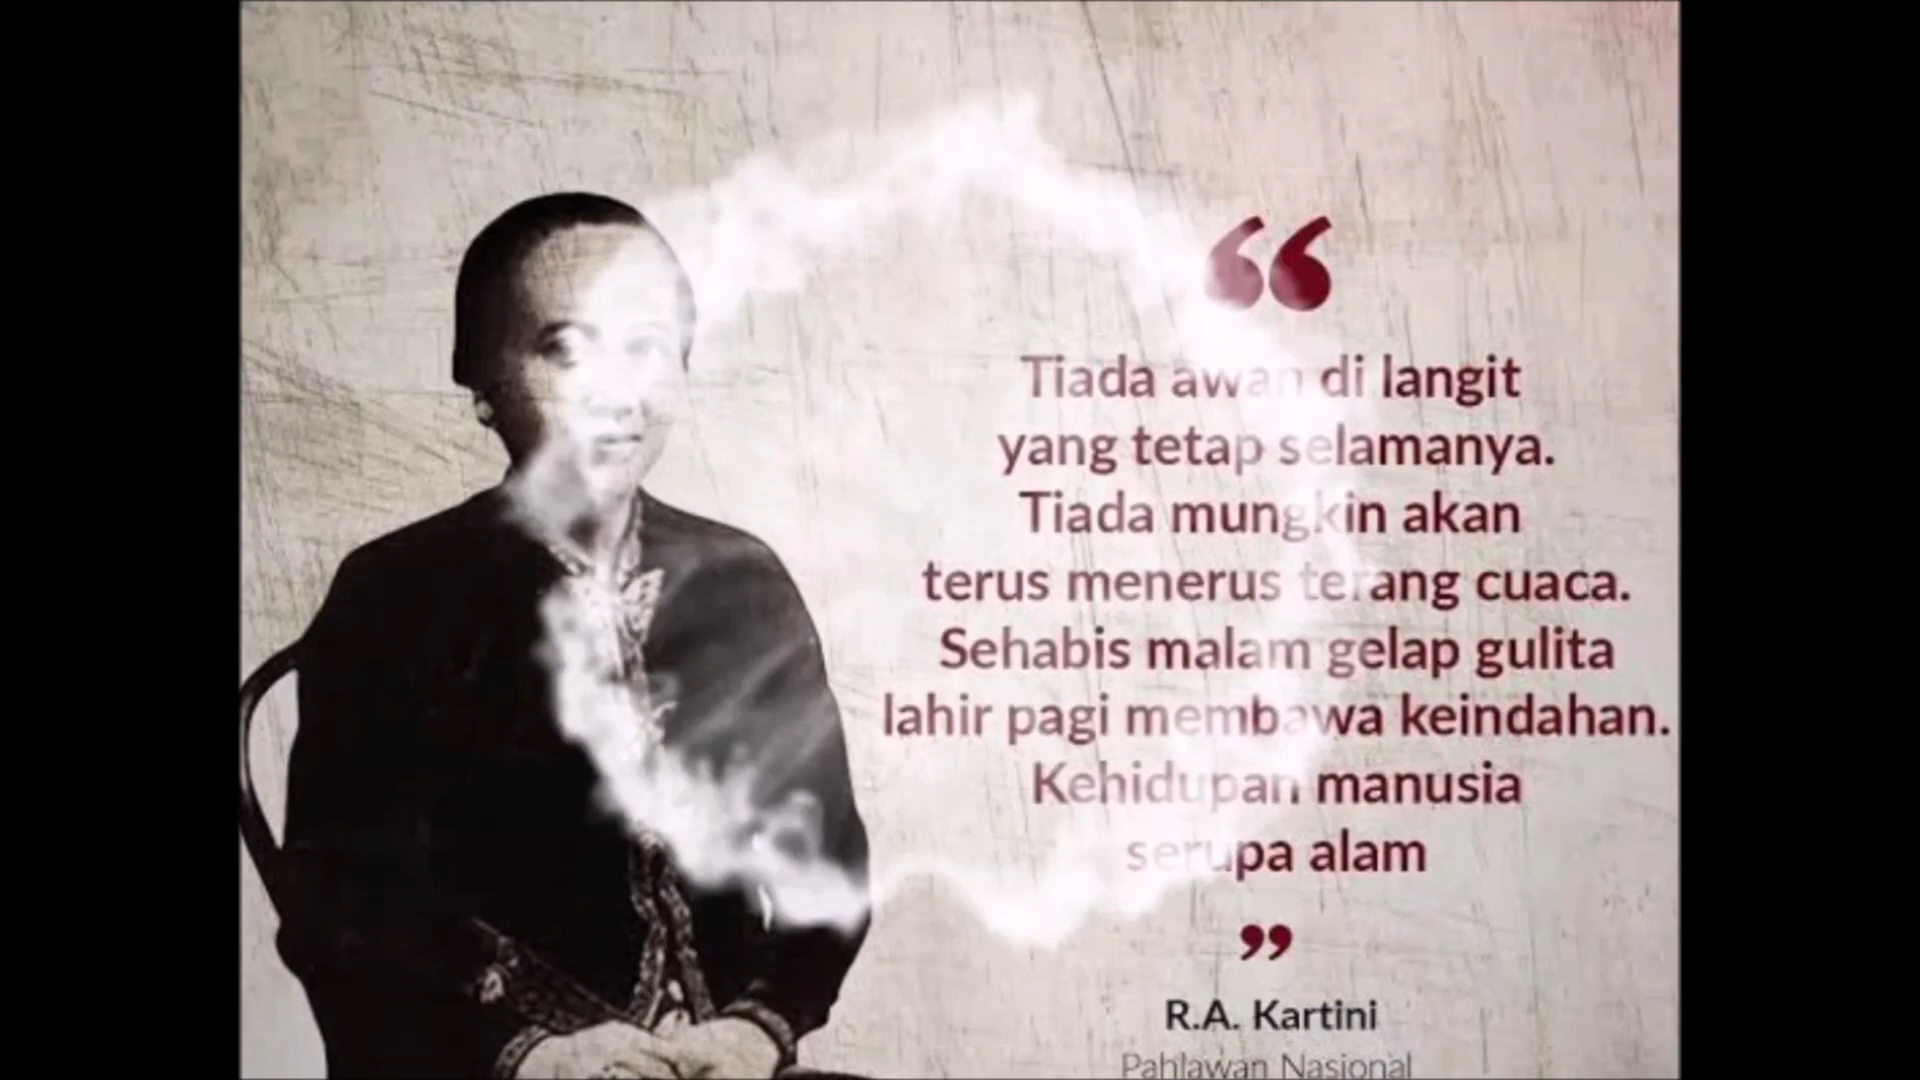 “
Tiada awan di langit
yang tetap selamanya.
Tiada mungkin akan
terus menerus terang cuaca.
Sehabis malam gelap gulita
lahir pagi membawa keindahan.
Kehidupan manusia
serupa alam
”
R.A. Kartini
Pahlawan Nasional